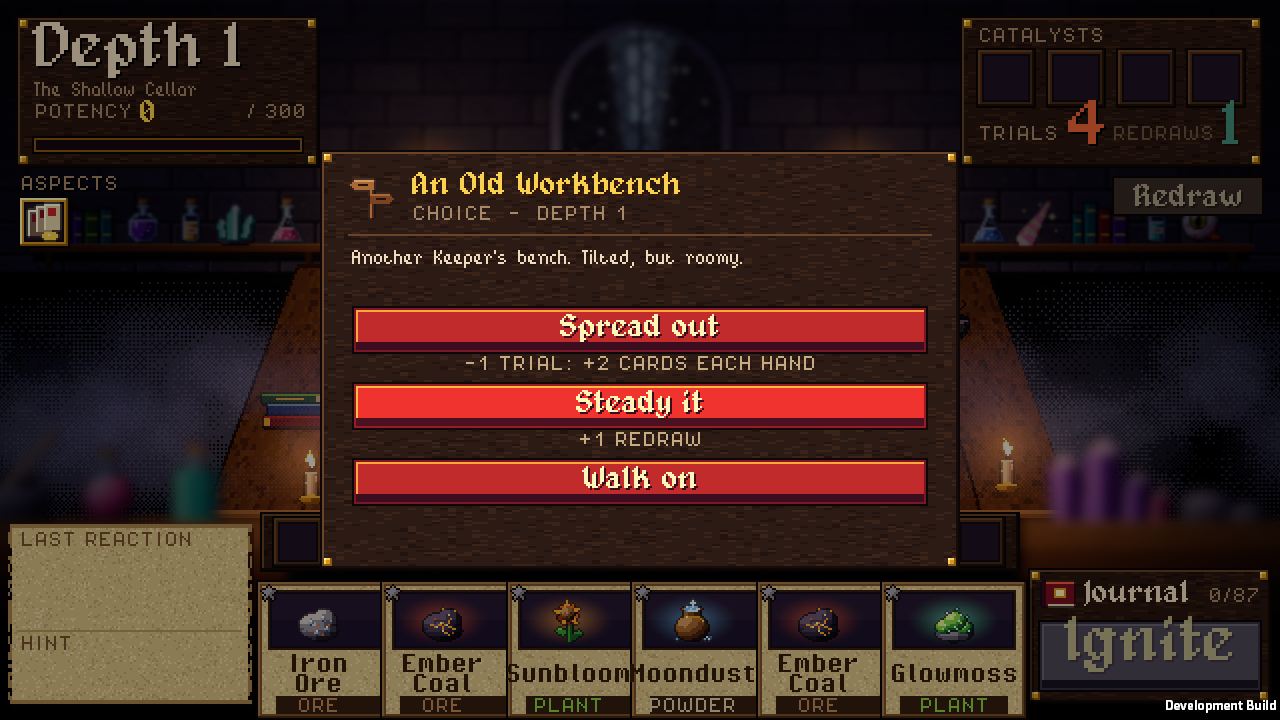 Depth 1
The Shallow Cellar
POTENCY 0 / 300
ASPECTS
CATALYSTS
TRIALS 4 REDRAWS 1
Redraw
An Old Workbench
CHOICE - DEPTH 1
Another Keeper's bench. Tilted, but roomy.
Spread out
-1 TRIAL: +2 CARDS EACH HAND
Steady it
+1 REDRAW
Walk on
LAST REACTION
HINT
Iron
Ore
ORE
Ember
Coal
ORE
Sunbloom
PLANT
Moondust
POWDER
Ember
Coal
ORE
Glowmoss
PLANT
Journal 0/87
Ignite
Development Build